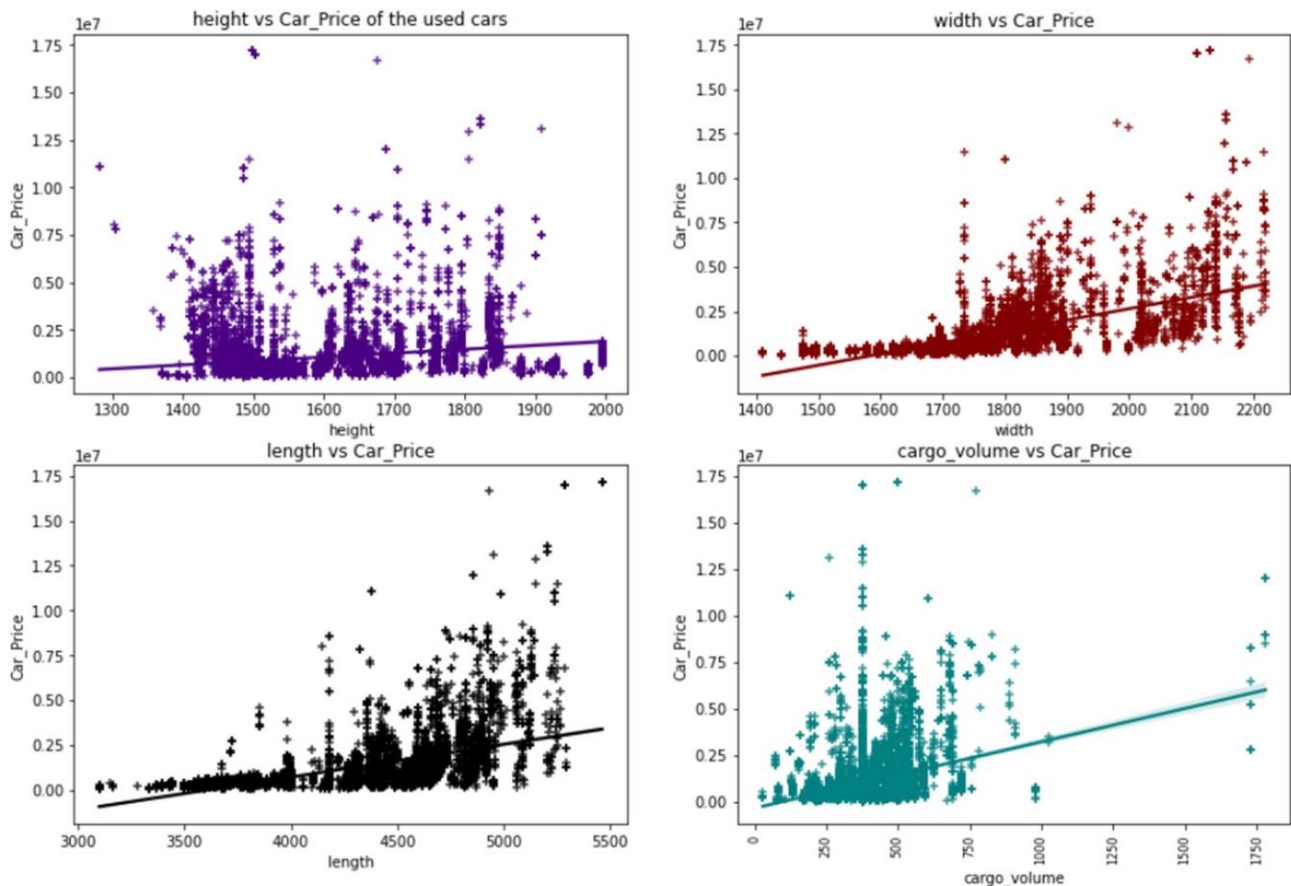 height vs Car_Price of the used cars
1e7
1.75
1.50
1.25
1.00
0.75
0.50
0.25
0.00
Car_Price
1300 1400 1500 1600 1700 1800 1900 2000
height
width vs Car_Price
1e7
1.75
1.50
1.25
1.00
0.75
0.50
0.25
0.00
Car_Price
1400 1500 1600 1700 1800 1900 2000 2100 2200
width
length vs Car_Price
1e7
1.75
1.50
1.25
1.00
0.75
0.50
0.25
0.00
Car_Price
3000 3500 4000 4500 5000 5500
length
cargo_volume vs Car_Price
1e7
1.75
1.50
1.25
1.00
0.75
0.50
0.25
0.00
Car_Price
0 250 500 750 1000 1250 1500 1750
cargo_volume